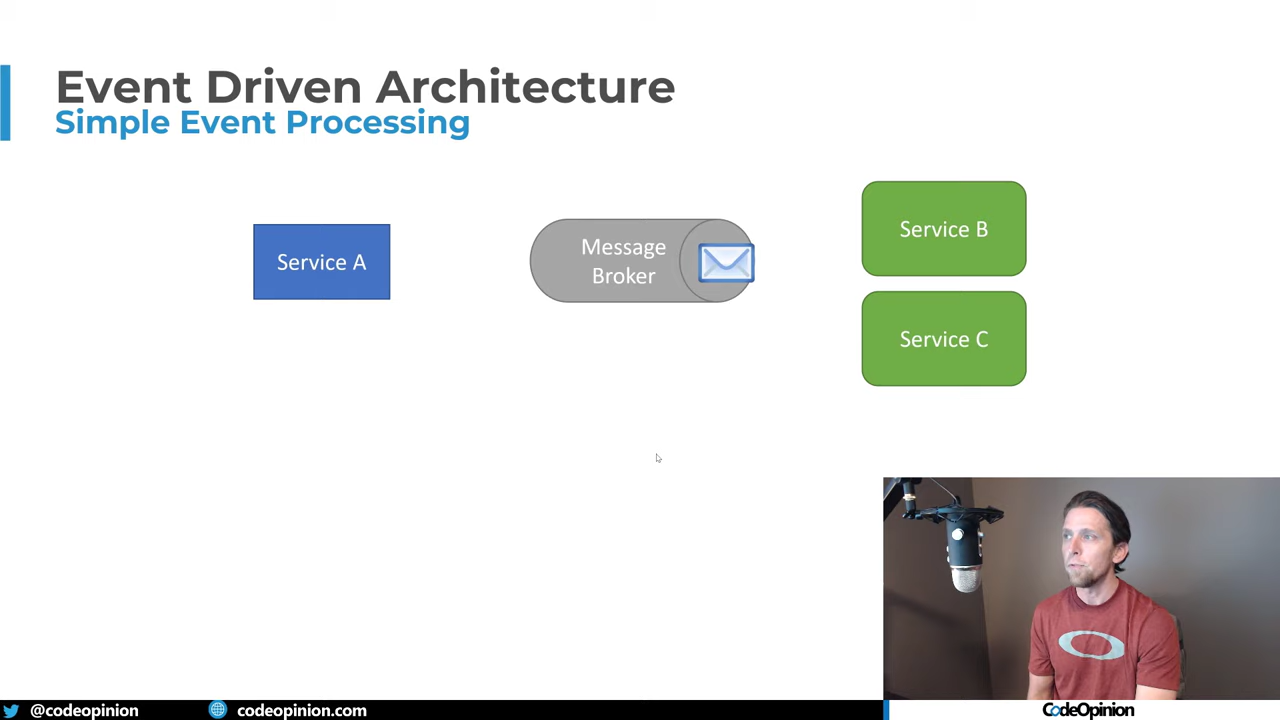 Event Driven Architecture
Simple Event Processing
Service A
Message
Broker
Service B
Service C
@codeopinion
codeopinion.com
CodeOpinion